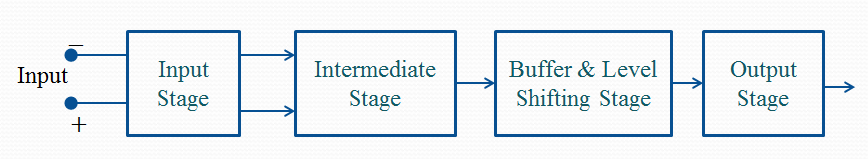 −
Input
+
Input
Stage
Intermediate
Stage
Buffer & Level
Shifting Stage
Output
Stage